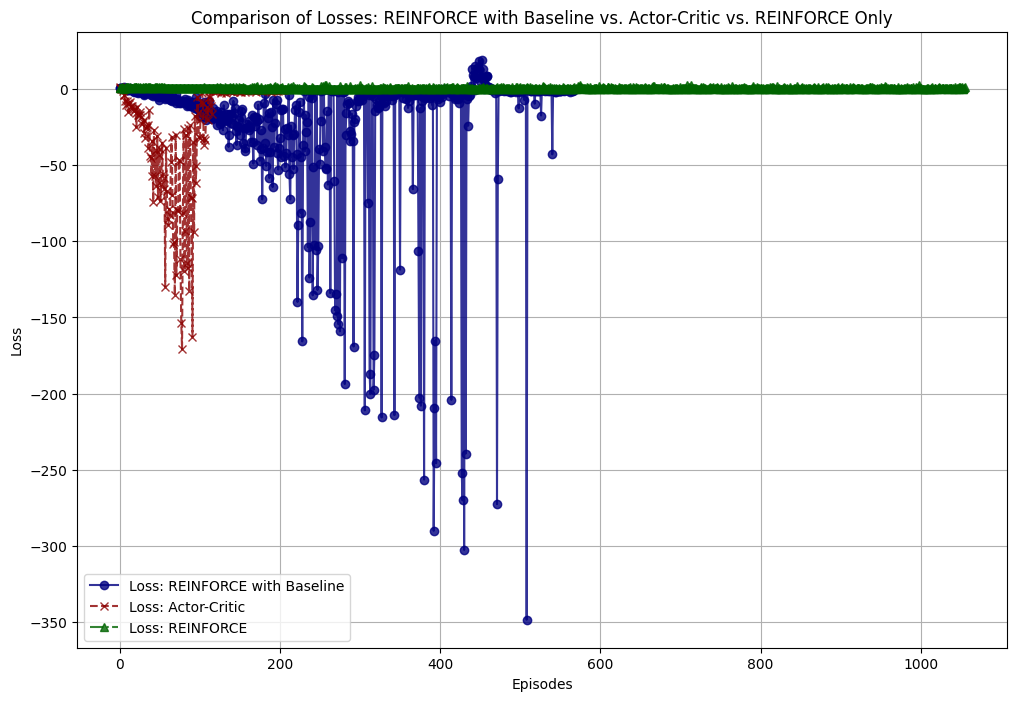 Comparison of Losses: REINFORCE with Baseline vs. Actor-Critic vs. REINFORCE Only
Loss
0
−50
−100
−150
−200
−250
−300
−350
Loss: REINFORCE with Baseline
Loss: Actor-Critic
Loss: REINFORCE
0 200 400 600 800 1000
Episodes